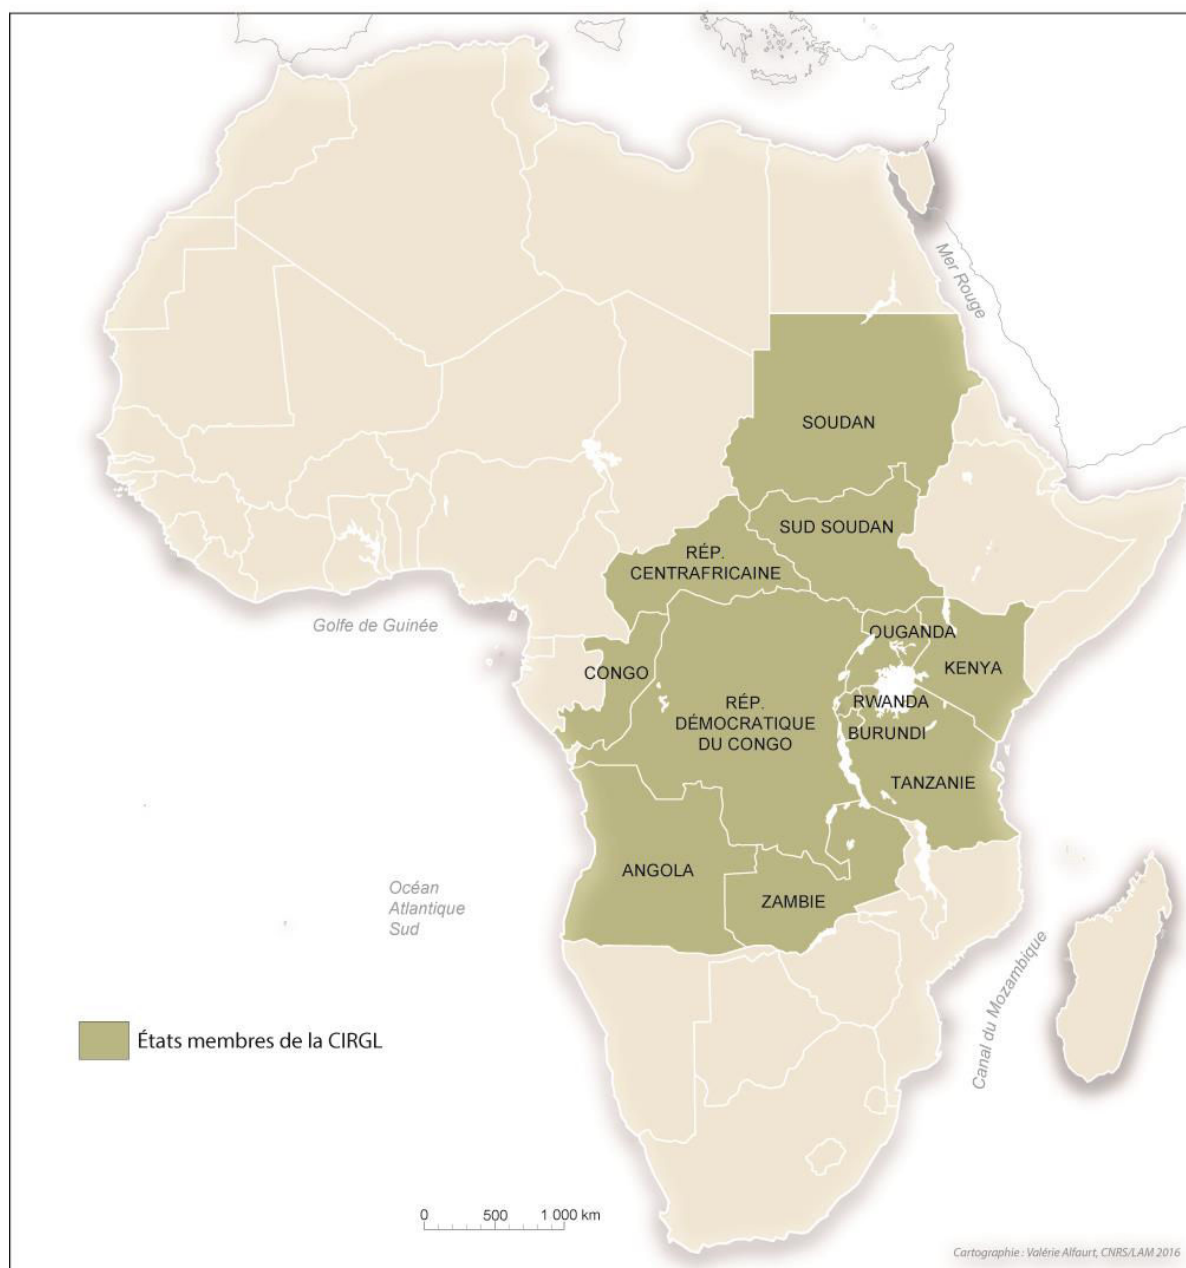 Mer Rouge
SOUDAN
SUD SOUDAN
RÉP.
CENTRAFRICAINE
Golfe de Guinée
OUGANDA
CONGO
KENYA
RÉP.
DÉMOCRATIQUE
DU CONGO
RWANDA
BURUNDI
TANZANIE
ANGOLA
ZAMBIE
Océan
Atlantique
Sud
Canal du Mozambique
États membres de la CIRGL
0 500 1 000 km
Cartographie : Valérie Alfaurt, CNRS/LAM 2016